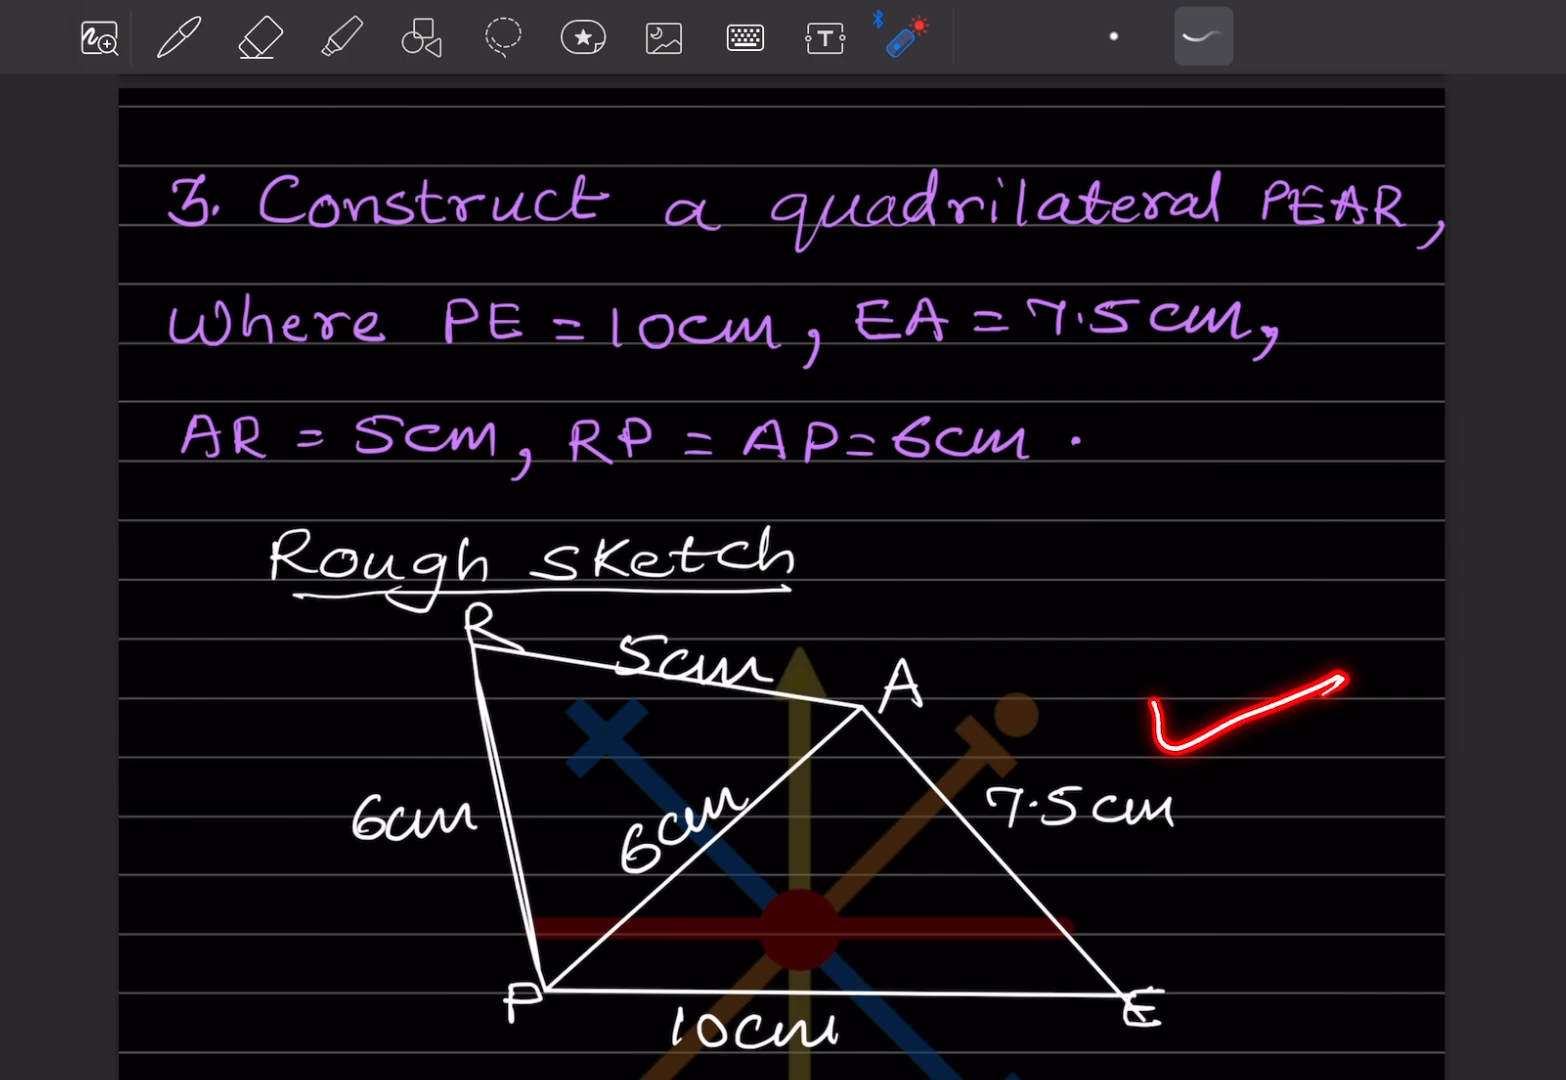 3. Construct a quadrilateral PEAR,
Where PE = 10cm, EA = 7.5cm,
AR = 5cm, RP = AP = 6cm.
Rough sketch
R
5cm
A
6cm
6cm
7.5cm
P
E
10cm